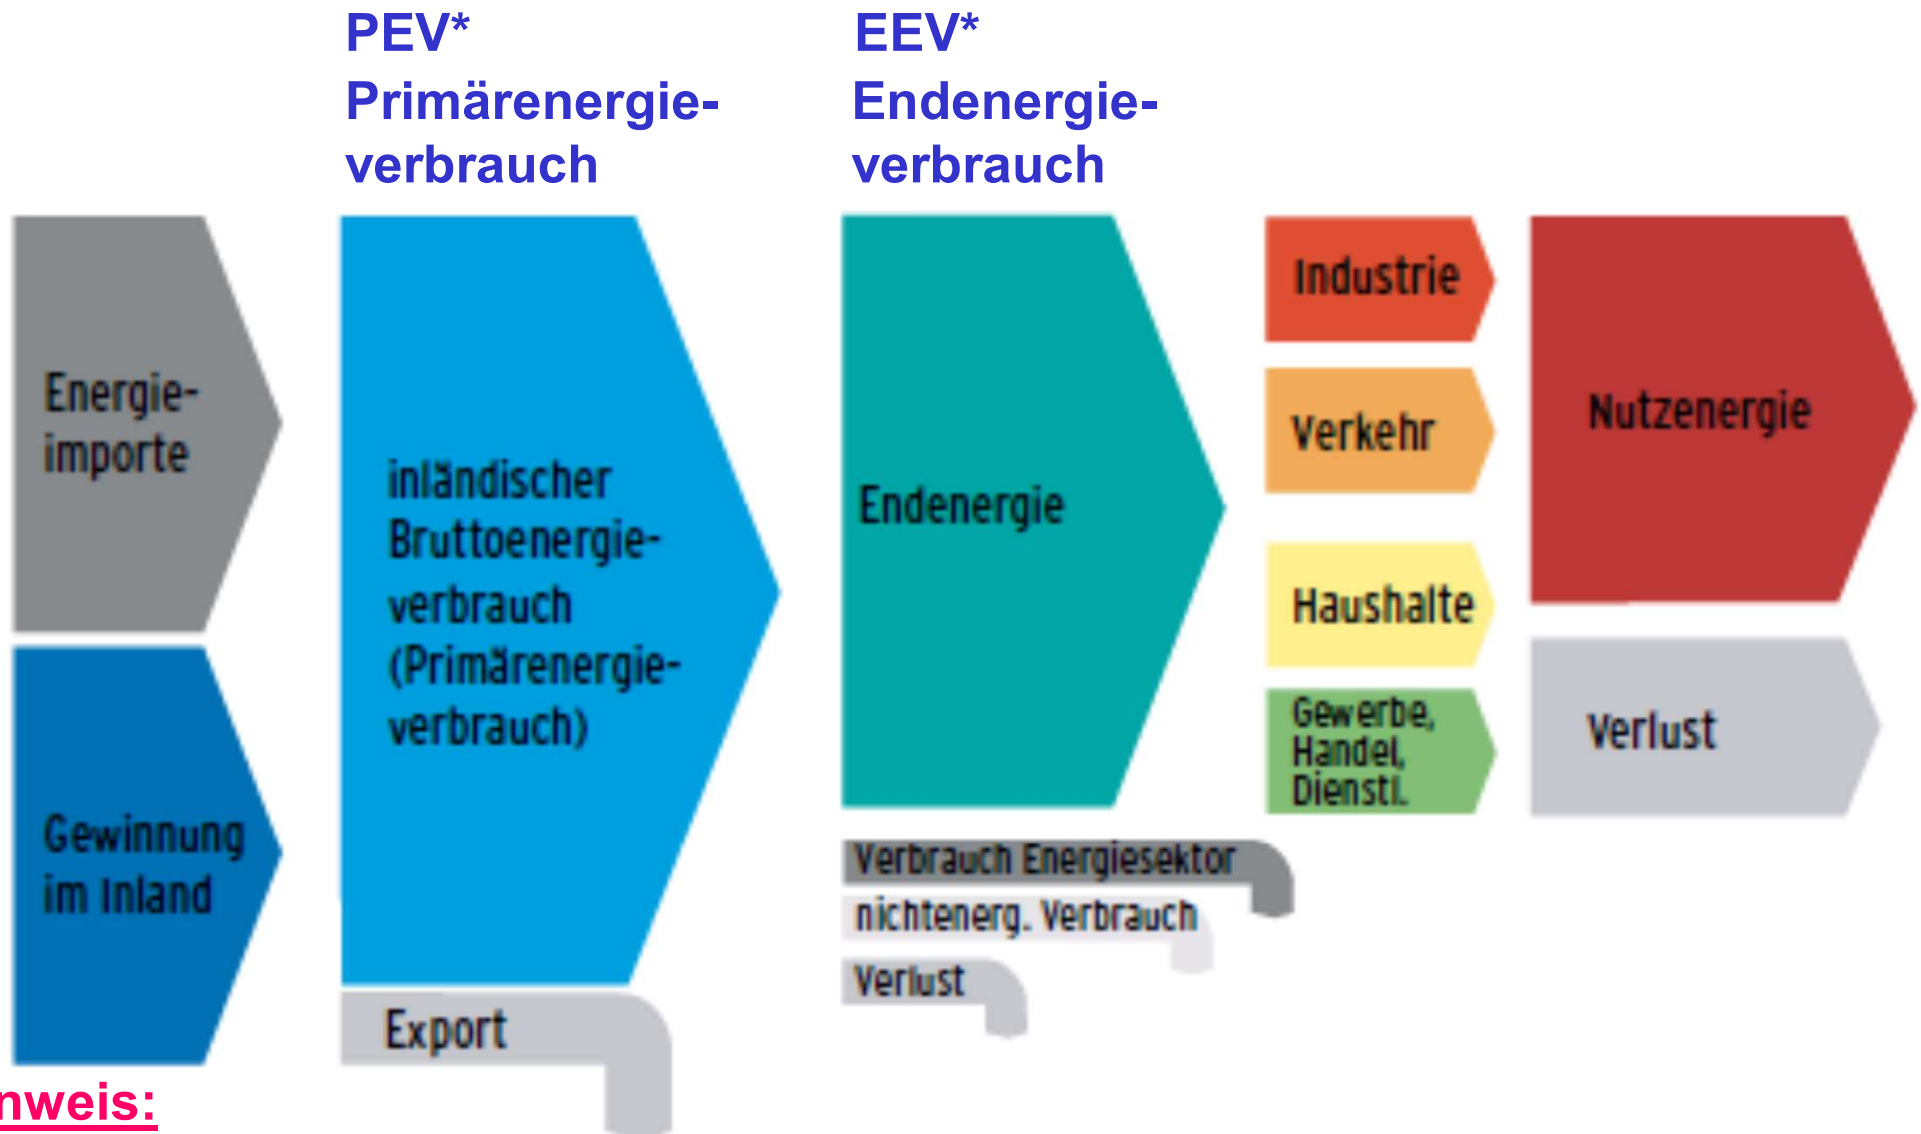 PEV*
Primärenergie-
verbrauch
EEV*
Endenergie-
verbrauch
Energie-
importe
Gewinnung
im Inland
inländischer
Bruttoenergie-
verbrauch
(Primärenergie-
verbrauch)
Export
Endenergie
Verbrauch Energiesektor
nichtenerg. Verbrauch
Verlust
Industrie
Verkehr
Haushalte
Gewerbe,
Handel,
Dienstl.
Nutzenergie
Verlust
nweis: